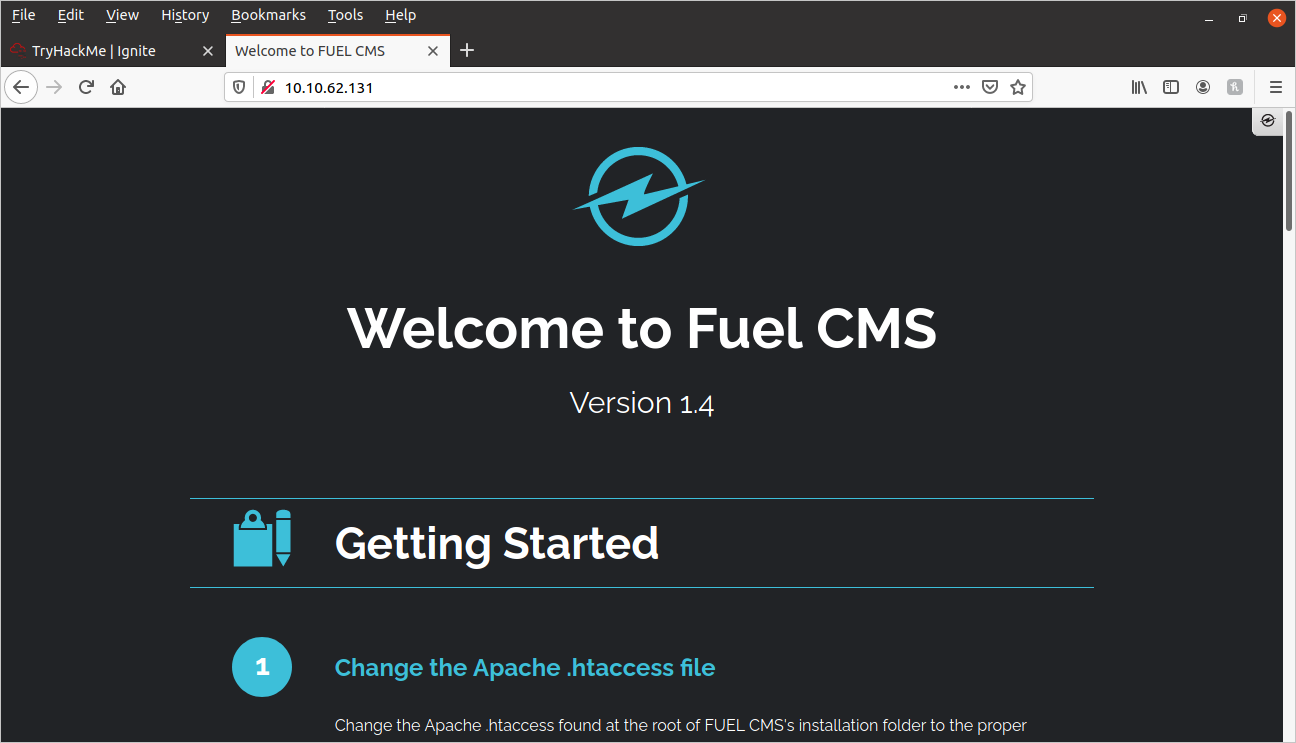 File Edit View History Bookmarks Tools Help
TryHackMe | Ignite Welcome to FUEL CMS
10.10.62.131
Welcome to Fuel CMS
Version 1.4
Getting Started
1 Change the Apache .htaccess file
Change the Apache .htaccess found at the root of FUEL CMS's installation folder to the proper